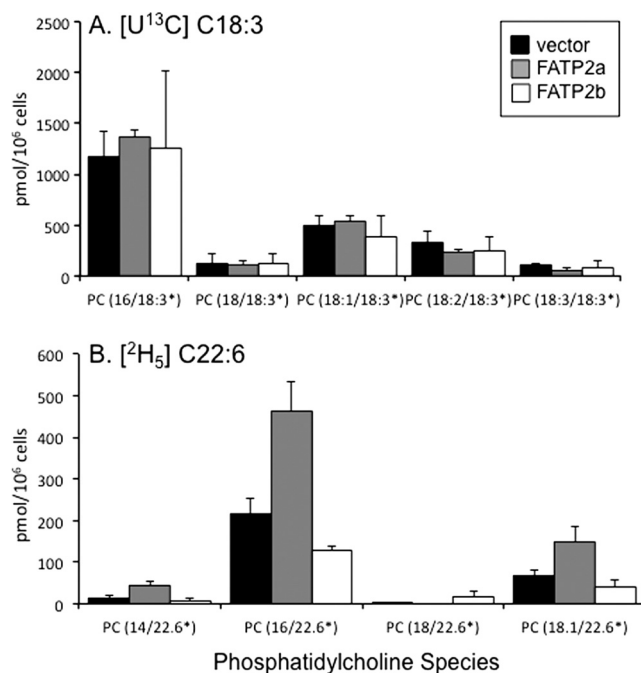 A. [U¹³C] C18:3
vector
FATP2a
FATP2b
pmol/10⁶ cells
2500
2000
1500
1000
500
0
PC (16/18:3*) PC (18/18:3*) PC (18:1/18:3*) PC (18:2/18:3*) PC (18:3/18:3*)
B. [²H₅] C22:6
pmol/10⁶ cells
600
500
400
300
200
100
0
PC (14/22.6*) PC (16/22.6*) PC (18/22.6*) PC (18.1/22.6*)
Phosphatidylcholine Species